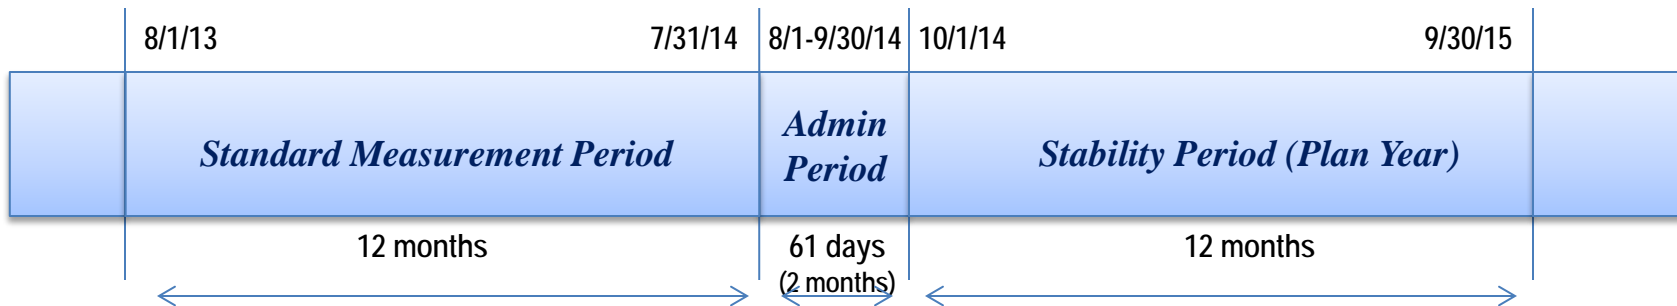 8/1/13 7/31/14 8/1-9/30/14 10/1/14 9/30/15
Standard Measurement Period
Admin
Period
Stability Period (Plan Year)
12 months 61 days 12 months
(2 months)